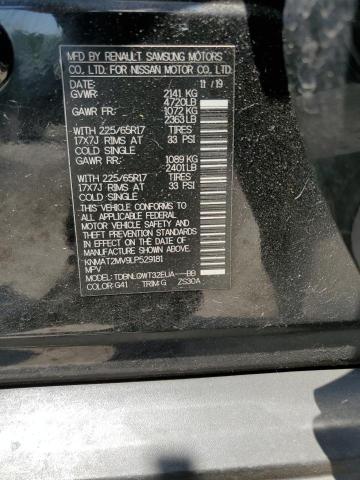 MFD BY RENAULT SAMSUNG MOTORS
CO., LTD. FOR NISSAN MOTOR CO., LTD.
DATE: 11/19
GVWR: 2141 KG
4720LB
GAWR FR: 1072 KG
2363LB
WITH 225/65R17 TIRES
17X7J RIMS AT 33 PSI
COLD SINGLE
GAWR RR: 1089 KG
2401LB
WITH 225/65R17 TIRES
17X7J RIMS AT 33 PSI
COLD SINGLE
THIS VEHICLE CONFORMS TO ALL
APPLICABLE FEDERAL MOTOR
VEHICLE SAFETY, BUMPER, AND
THEFT PREVENTION STANDARDS
IN EFFECT ON THE DATE OF
MANUFACTURE SHOWN ABOVE.
KNMAT2MV9LP529181
MPV
MODEL: TDBNLQWT32EUA----BB
COLOR: G41 TRIM: G ZS30A